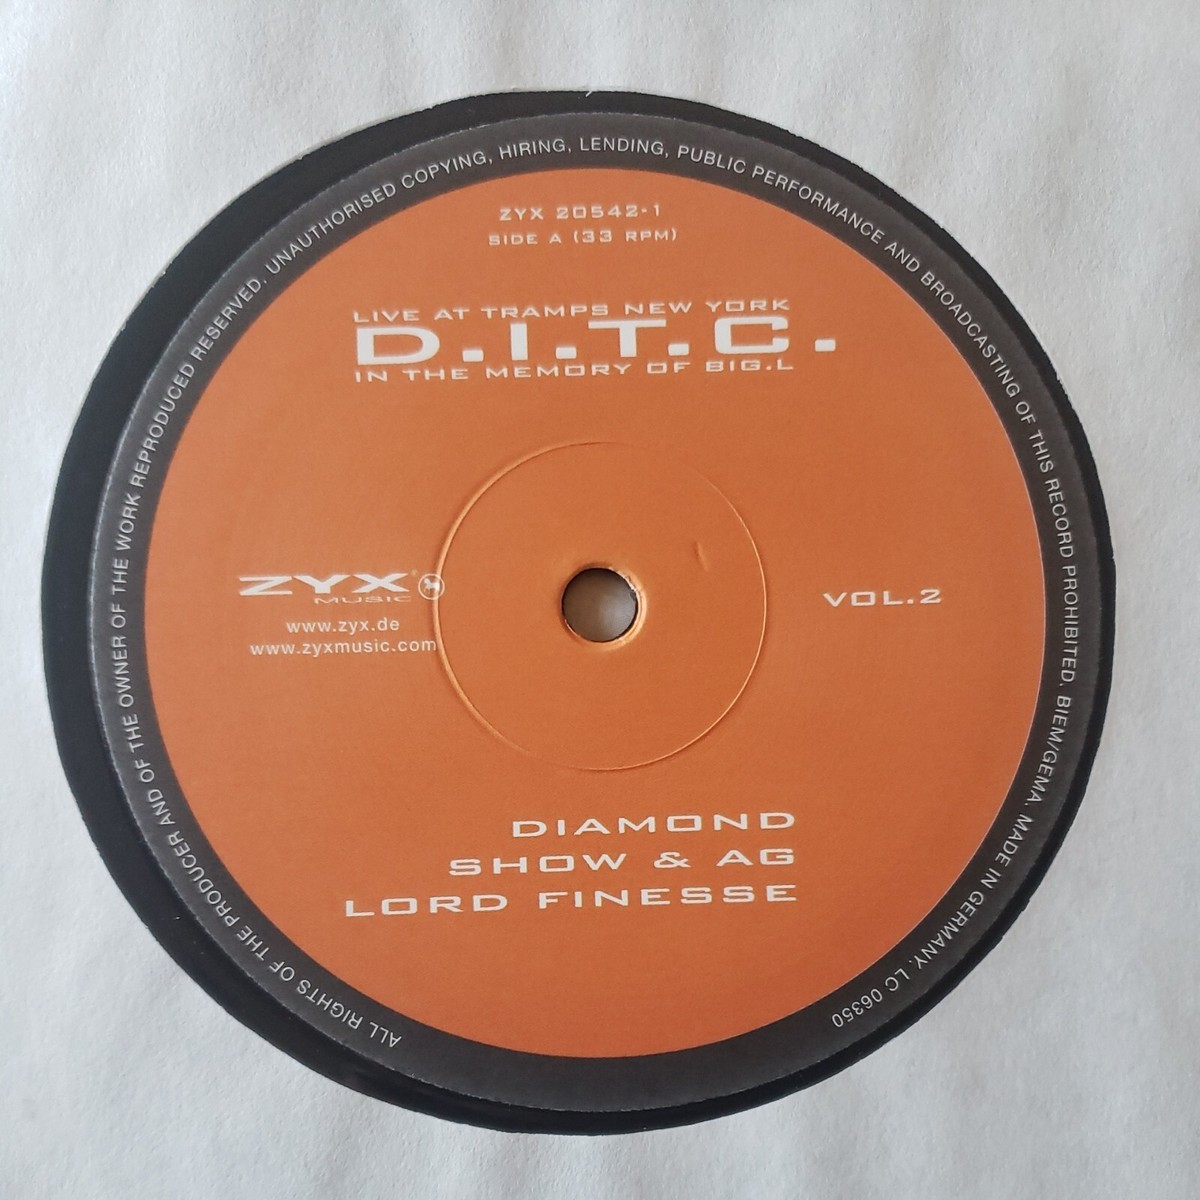 ALL RIGHTS OF THE PRODUCER AND OF THE OWNER OF THE WORK REPRODUCED RESERVED. UNAUTHORISED COPYING, HIRING, LENDING, PUBLIC PERFORMANCE AND BROADCASTING OF THIS RECORD PROHIBITED. BIEM/GEMA. MADE IN GERMANY. LC 06350
ZYX 20542-1
SIDE A (33 RPM)
LIVE AT TRAMPS NEW YORK
D.I.T.C.
IN THE MEMORY OF BIG.L
ZYX
MUSIC
www.zyx.de
www.zyxmusic.com
VOL.2
DIAMOND
SHOW & AG
LORD FINESSE